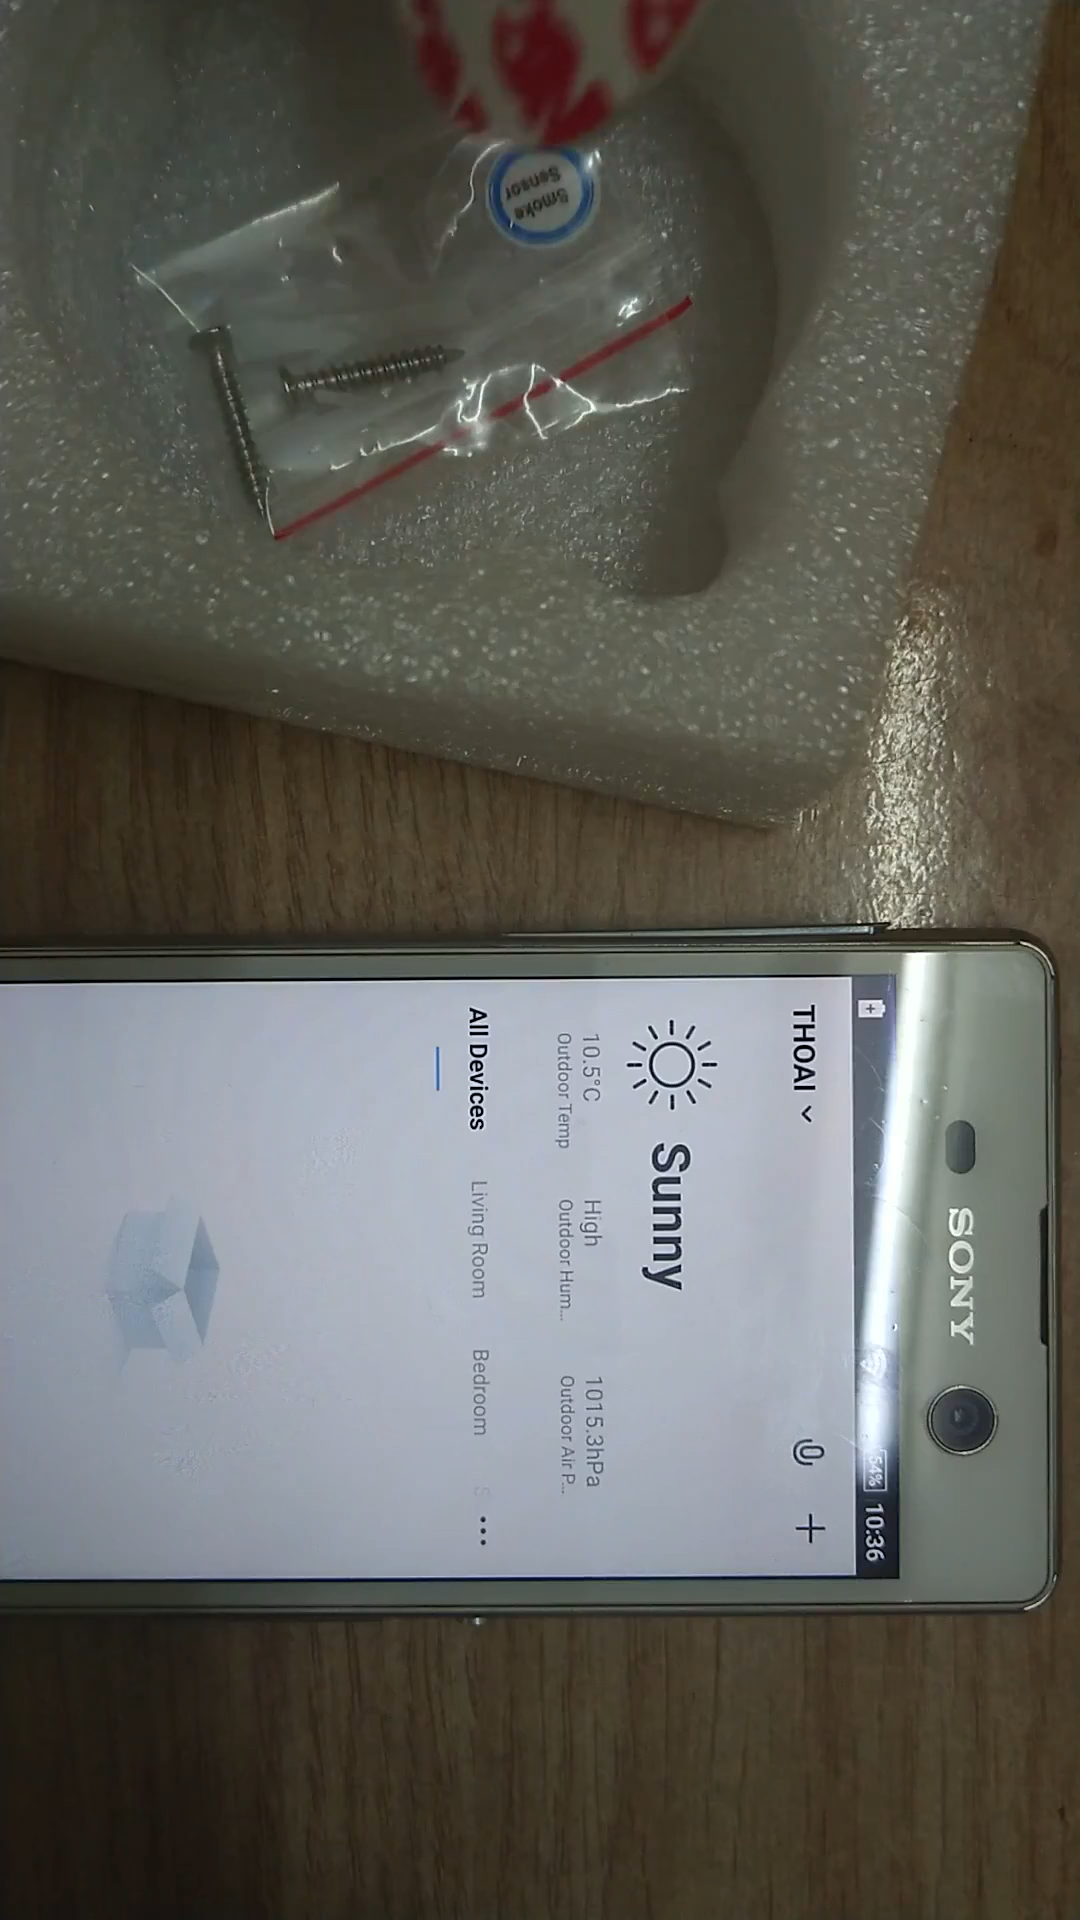 Smoke
Sensor
SONY
54% 10:36
THOAI
Sunny
10.5°C
Outdoor Temp
High
Outdoor Hum...
1015.3hPa
Outdoor Air P...
All Devices
Living Room
Bedroom
S